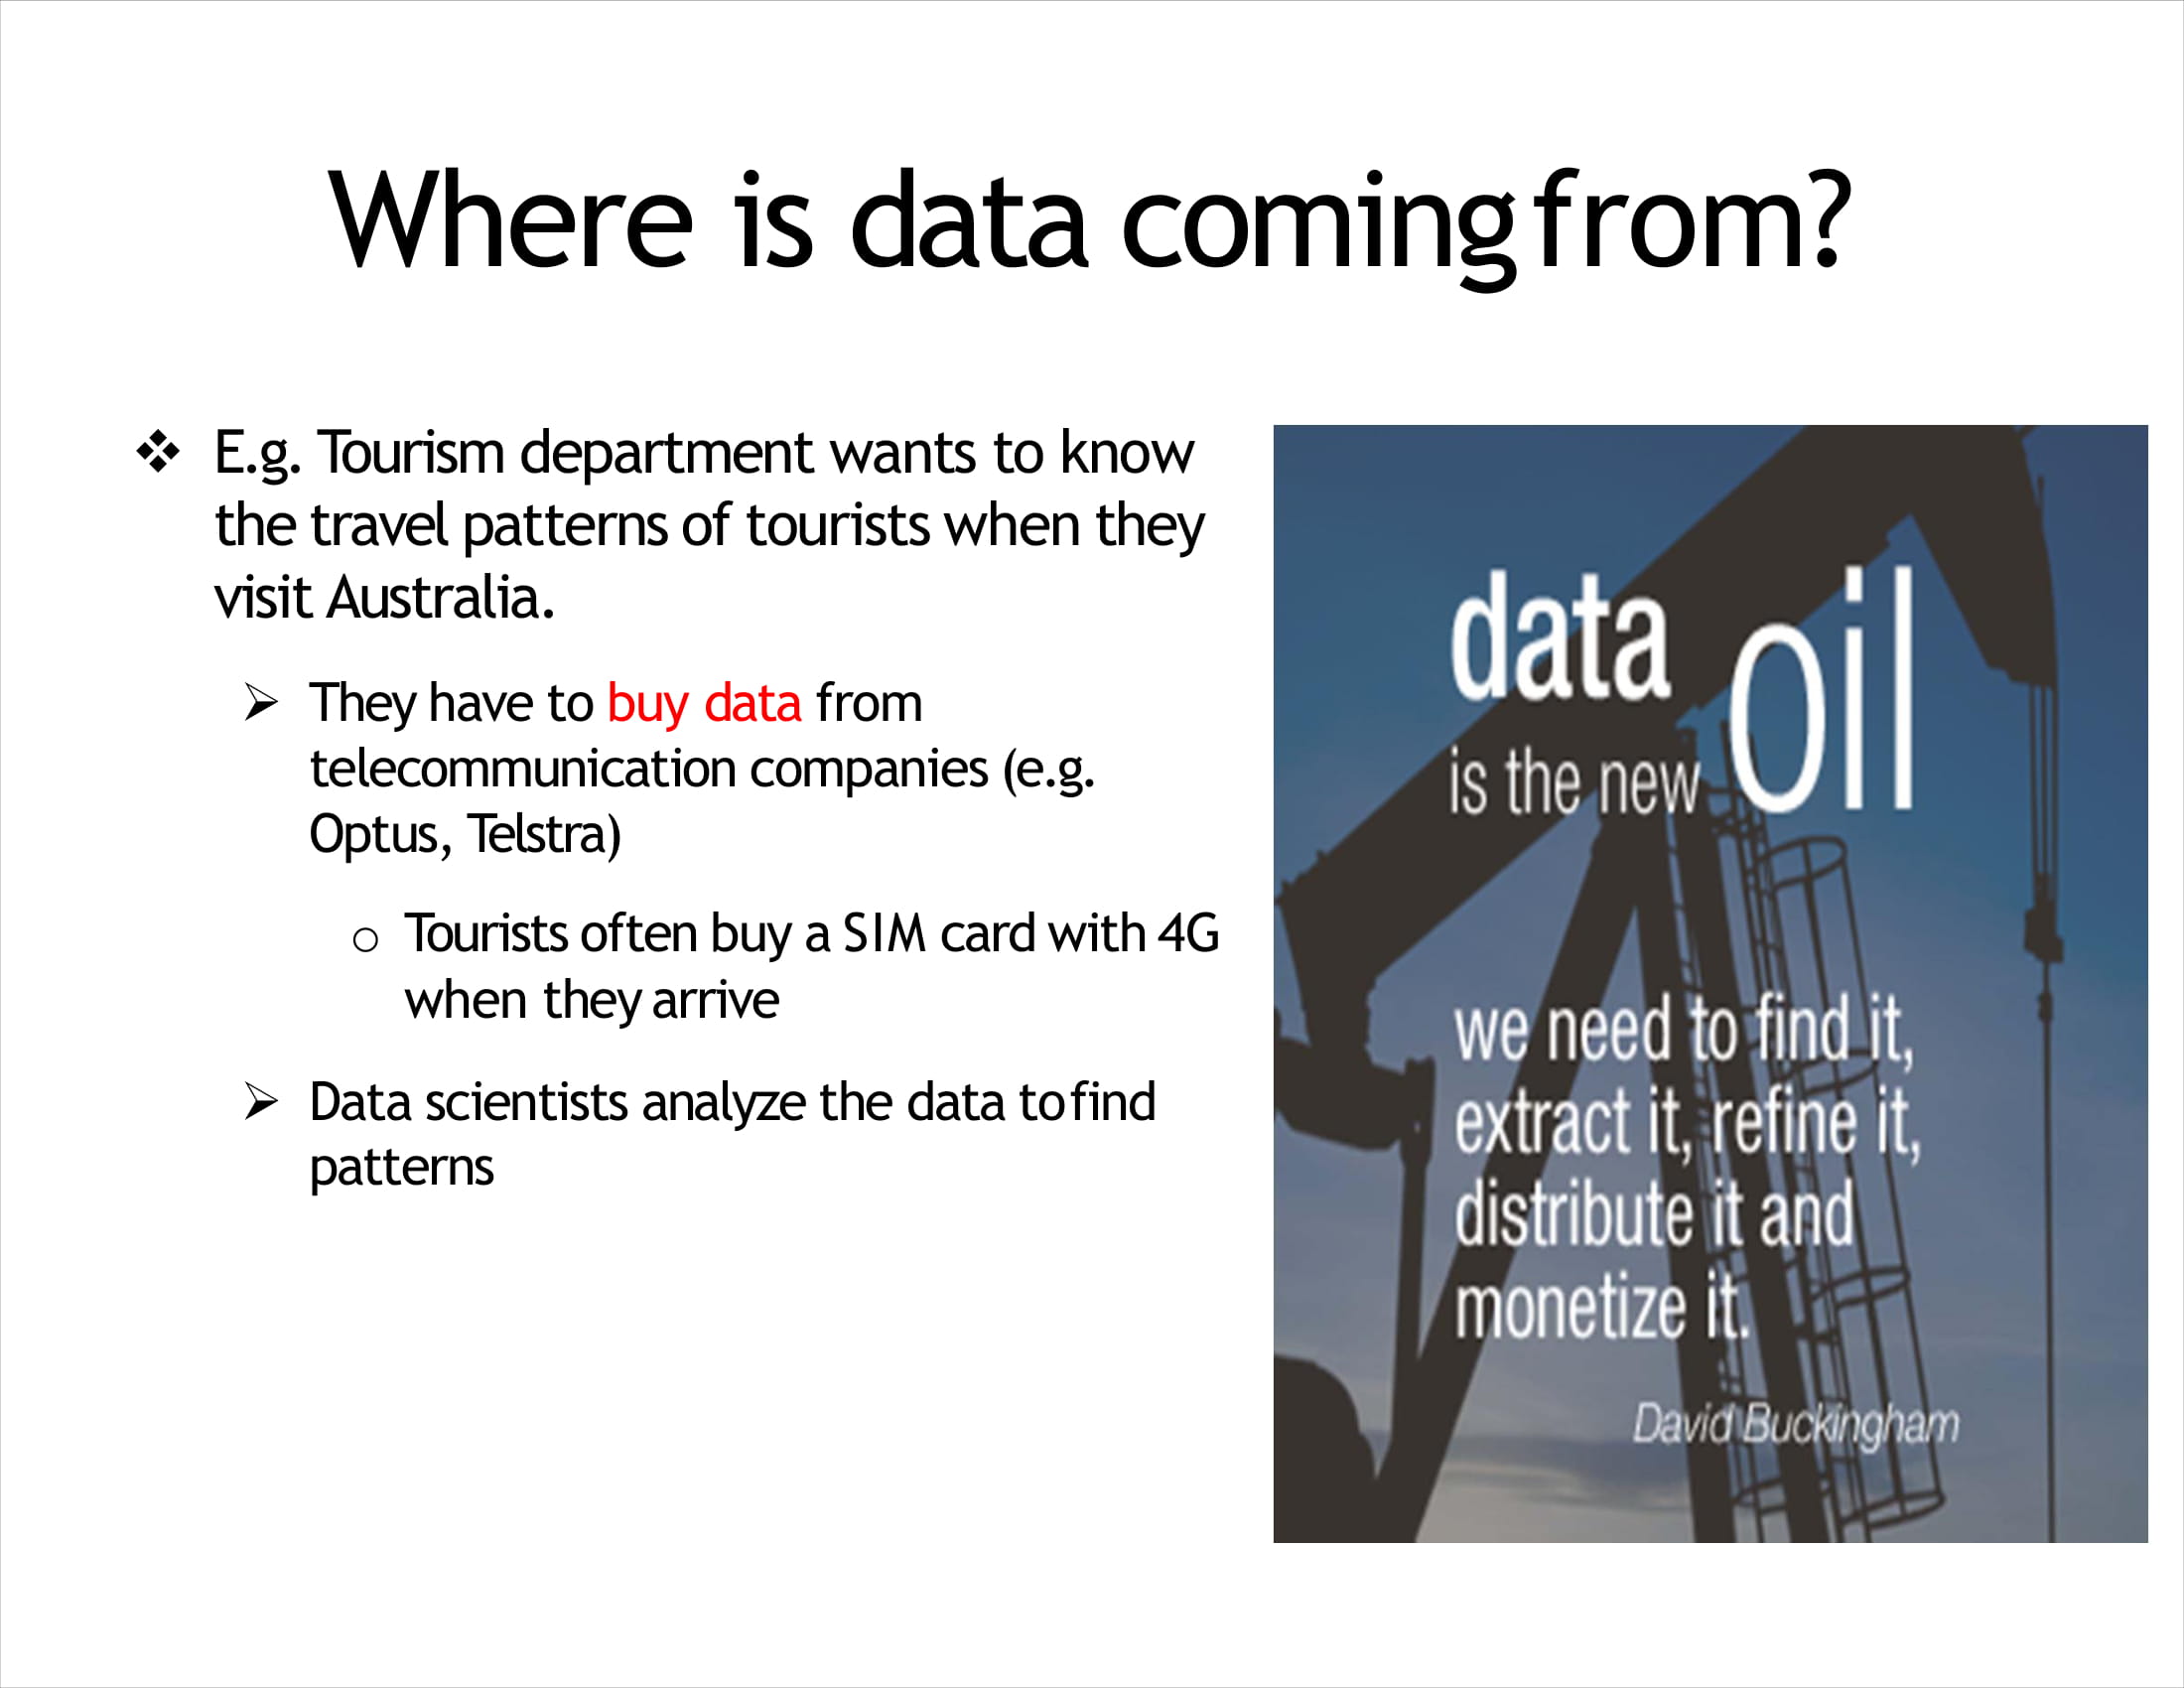 Where is data coming from?
❖ E.g. Tourism department wants to know
the travel patterns of tourists when they
visit Australia.
➢ They have to buy data from
telecommunication companies (e.g.
Optus, Telstra)
o Tourists often buy a SIM card with 4G
when they arrive
➢ Data scientists analyze the data to find
patterns
data oil
is the new
we need to find it,
extract it, refine it,
distribute it and
monetize it.
David Buckingham